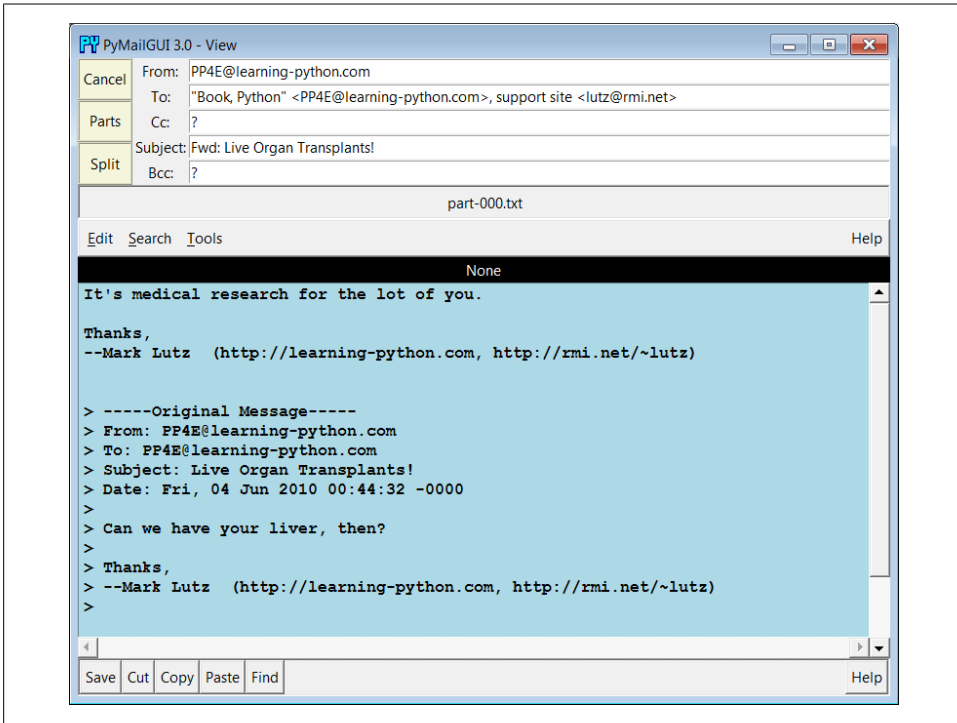 PY PyMailGUI 3.0 - View
Cancel
From: PP4E@learning-python.com
To: "Book, Python" <PP4E@learning-python.com>, support site <lutz@rmi.net>
Parts
Cc: ?
Subject: Fwd: Live Organ Transplants!
Split
Bcc: ?
part-000.txt
Edit Search Tools Help
None
It's medical research for the lot of you.
Thanks,
--Mark Lutz  (http://learning-python.com, http://rmi.net/~lutz)
> -----Original Message-----
> From: PP4E@learning-python.com
> To: PP4E@learning-python.com
> Subject: Live Organ Transplants!
> Date: Fri, 04 Jun 2010 00:44:32 -0000
>
> Can we have your liver, then?
>
> Thanks,
> --Mark Lutz  (http://learning-python.com, http://rmi.net/~lutz)
>
Save Cut Copy Paste Find Help